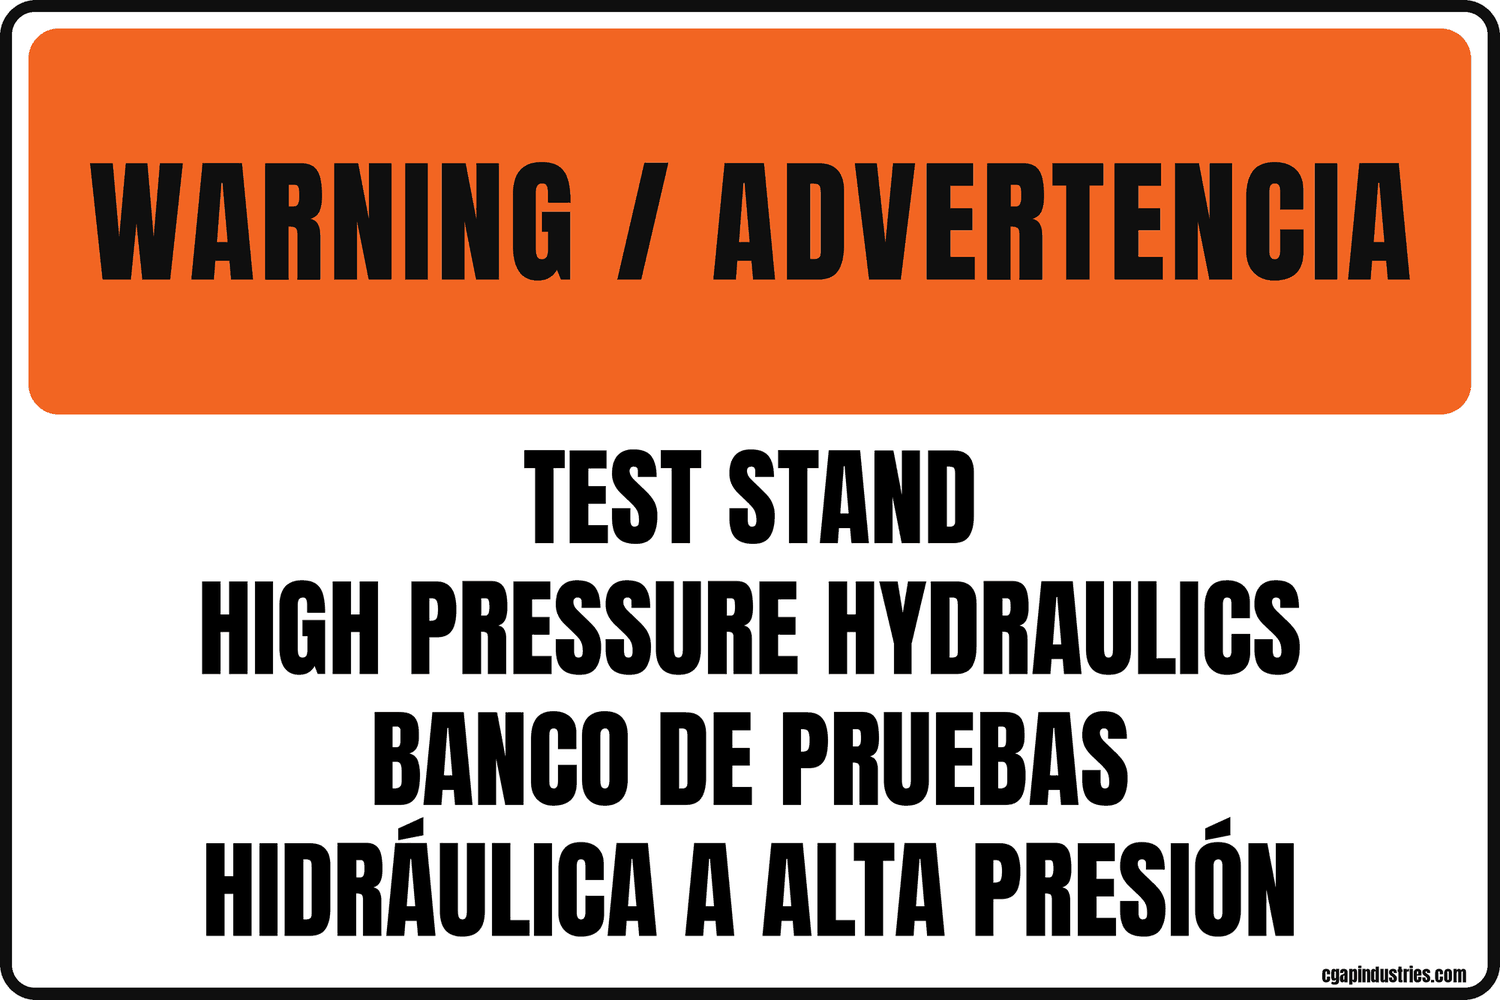 WARNING / ADVERTENCIA
TEST STAND
HIGH PRESSURE HYDRAULICS
BANCO DE PRUEBAS
HIDRÁULICA A ALTA PRESIÓN
cgapindustries.com